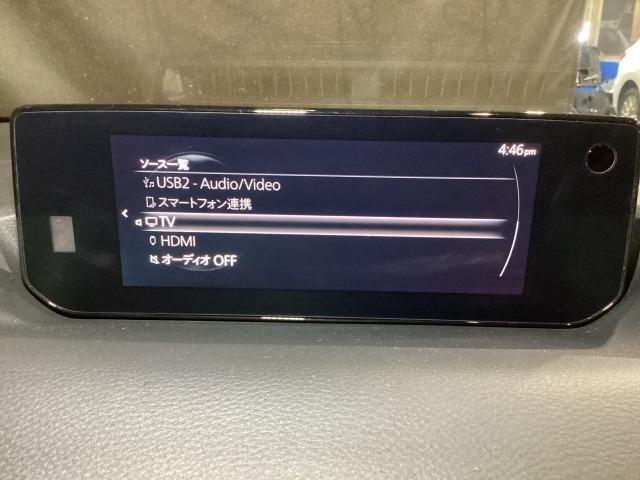 4:46pm
ソース一覧
USB2 - Audio/Video
スマートフォン連携
TV
HDMI
オーディオ OFF